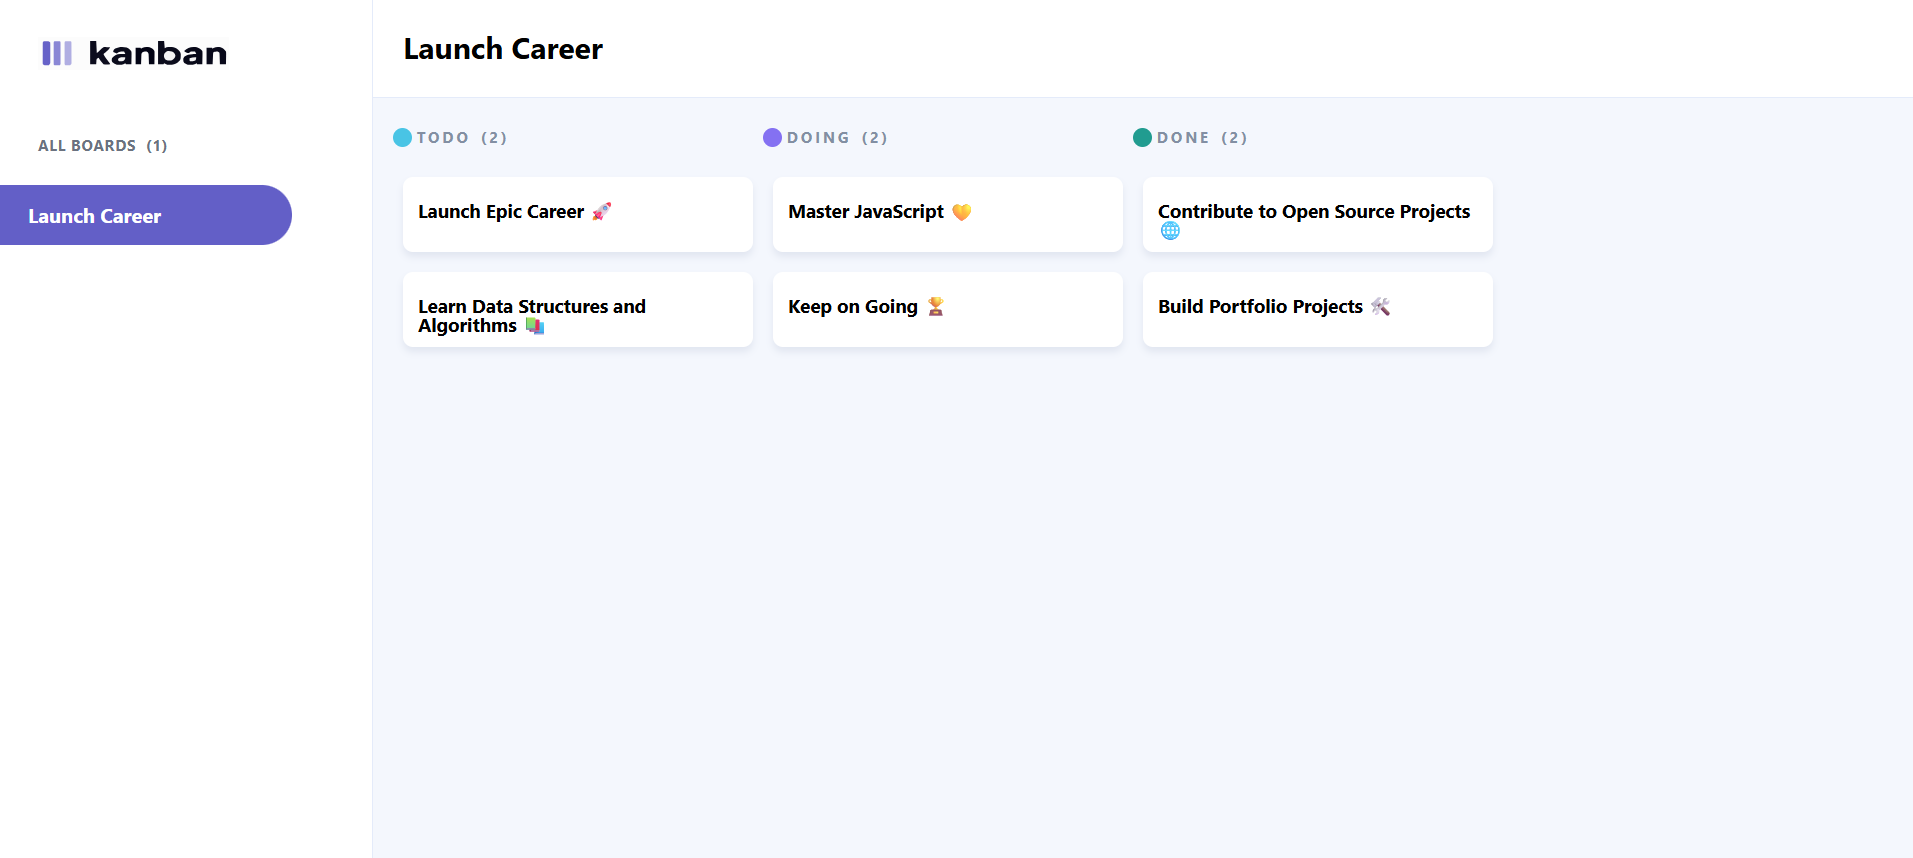 kanban
Launch Career
ALL BOARDS (1)
Launch Career
TODO (2)
Launch Epic Career 🚀
Learn Data Structures and
Algorithms 📚
DOING (2)
Master JavaScript 💛
Keep on Going 🏆
DONE (2)
Contribute to Open Source Projects
🌐
Build Portfolio Projects 🛠️